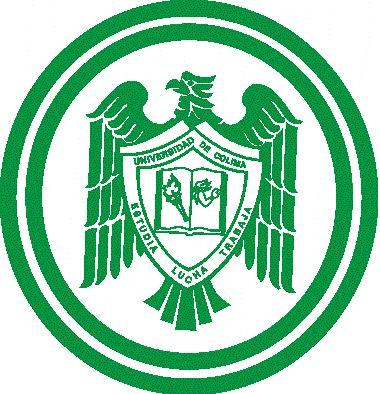 UNIVERSIDAD DE COLIMA
ESTUDIA LUCHA TRABAJA